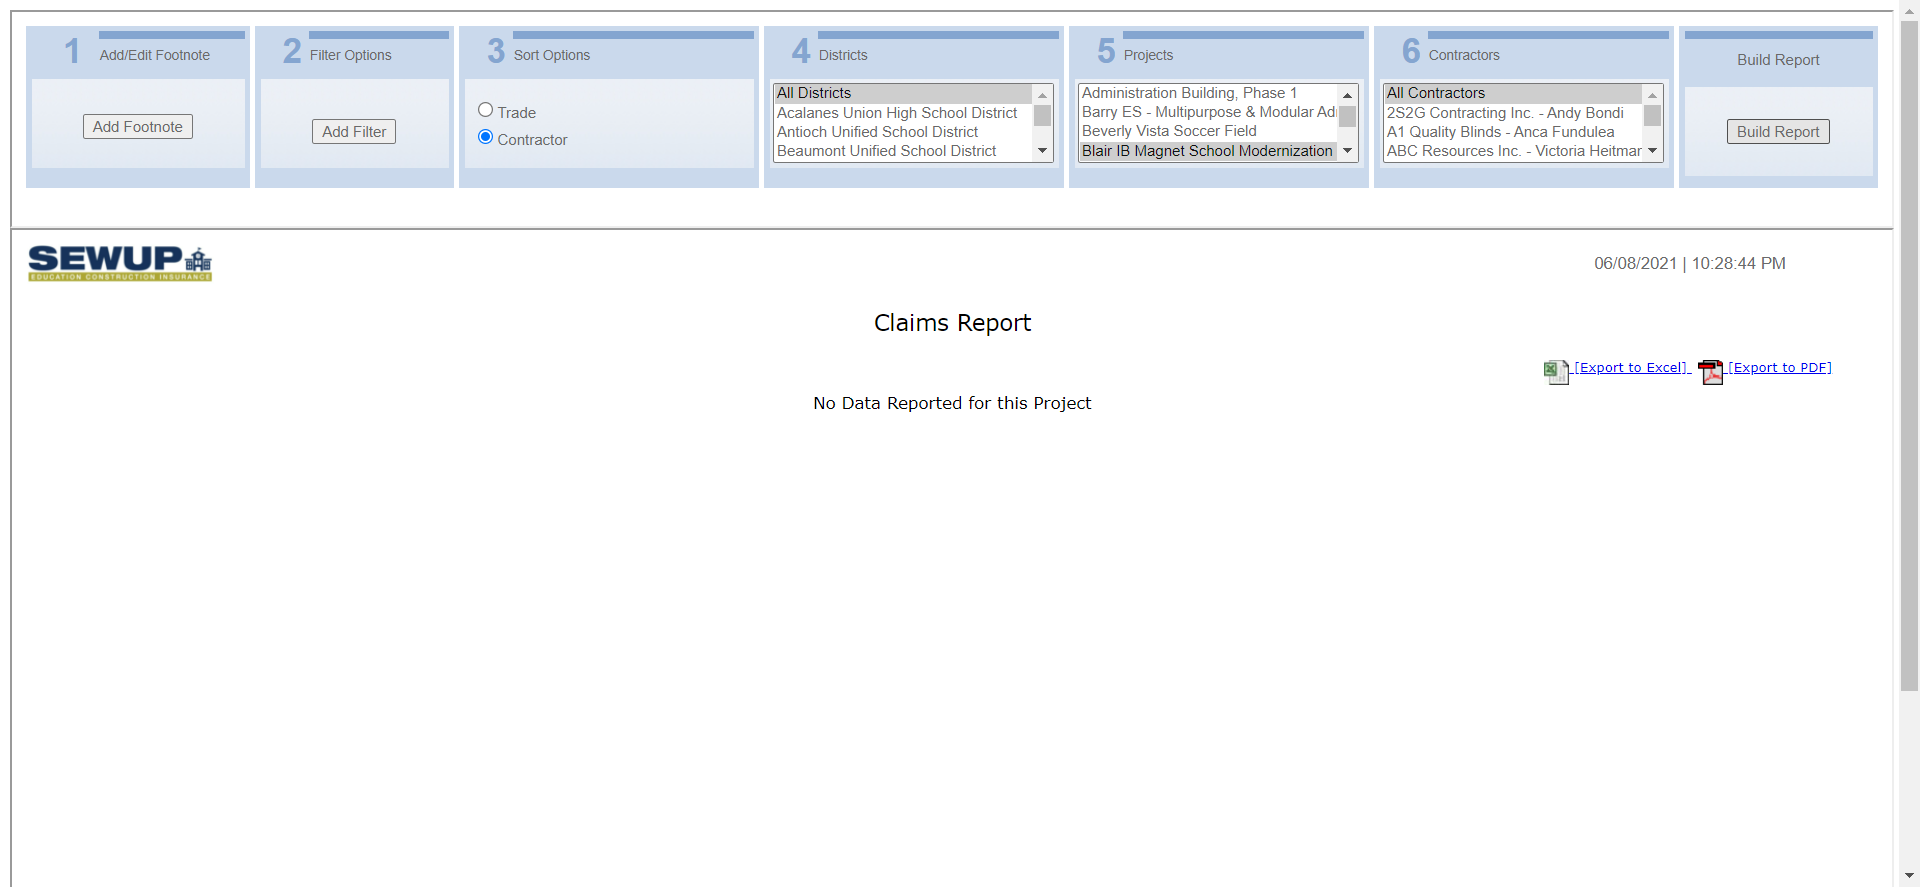 1 Add/Edit Footnote
Add Footnote
2 Filter Options
Add Filter
3 Sort Options
Trade
Contractor
4 Districts
All Districts
Acalanes Union High School District
Antioch Unified School District
Beaumont Unified School District
5 Projects
Administration Building, Phase 1
Barry ES - Multipurpose & Modular Adi
Beverly Vista Soccer Field
Blair IB Magnet School Modernization
6 Contractors
All Contractors
2S2G Contracting Inc. - Andy Bondi
A1 Quality Blinds - Anca Fundulea
ABC Resources Inc. - Victoria Heitmar
Build Report
Build Report
SEWUP
EDUCATION CONSTRUCTION INSURANCE
06/08/2021 | 10:28:44 PM
Claims Report
[Export to Excel] [Export to PDF]
No Data Reported for this Project